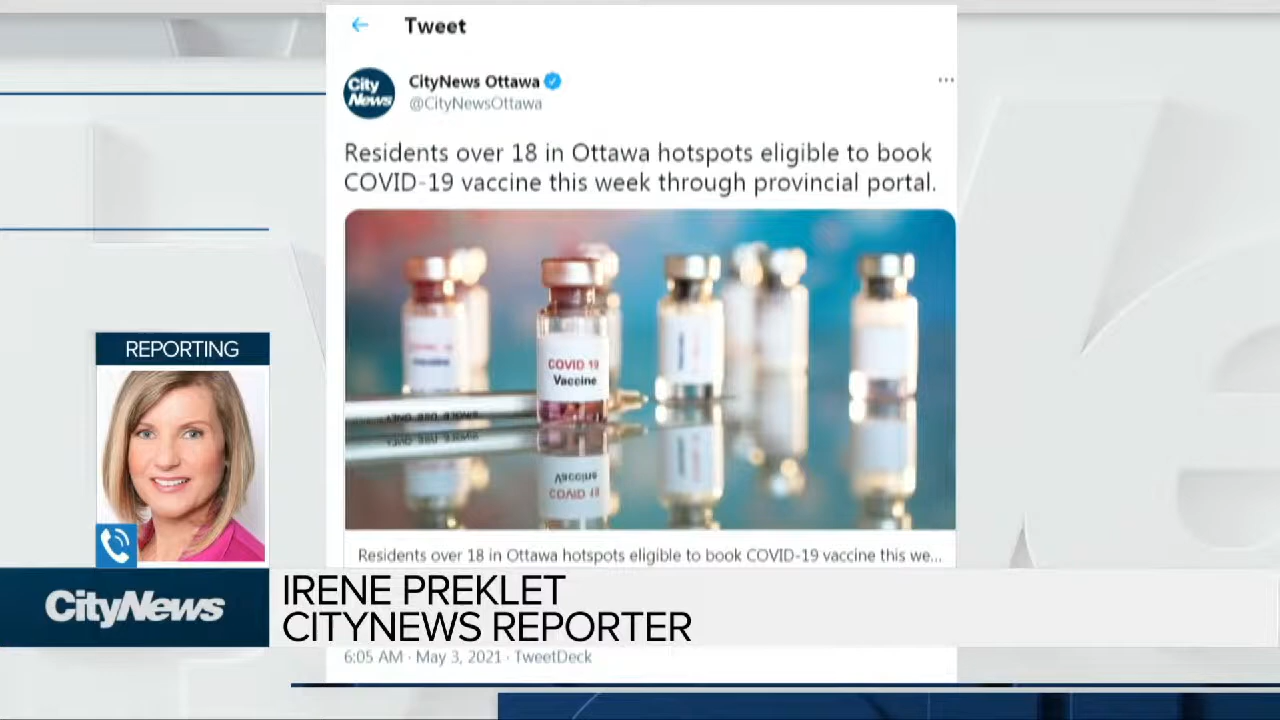 Tweet
City
News
CityNews Ottawa
@CityNewsOttawa
Residents over 18 in Ottawa hotspots eligible to book
COVID-19 vaccine this week through provincial portal.
COVID 19
Vaccine
Residents over 18 in Ottawa hotspots eligible to book COVID-19 vaccine this we...
REPORTING
CityNews
IRENE PREKLET
CITYNEWS REPORTER
6:05 AM · May 3, 2021 · TweetDeck